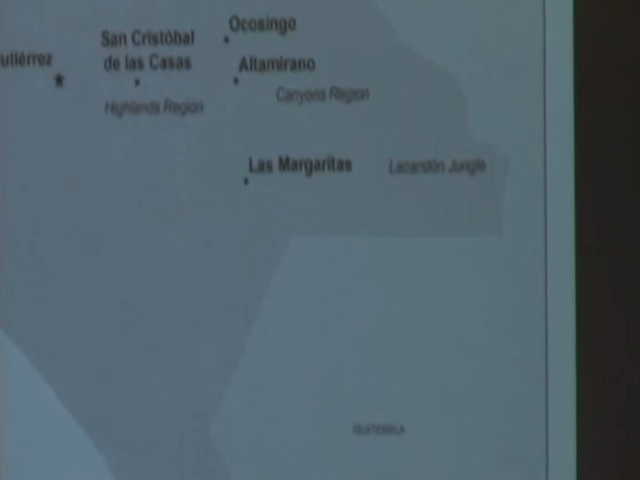 Ocosingo
San Cristóbal
de las Casas
utiérrez
Altamirano
Canyons Region
Highlands Region
Las Margaritas
Lacandón Jungle
GUATEMALA